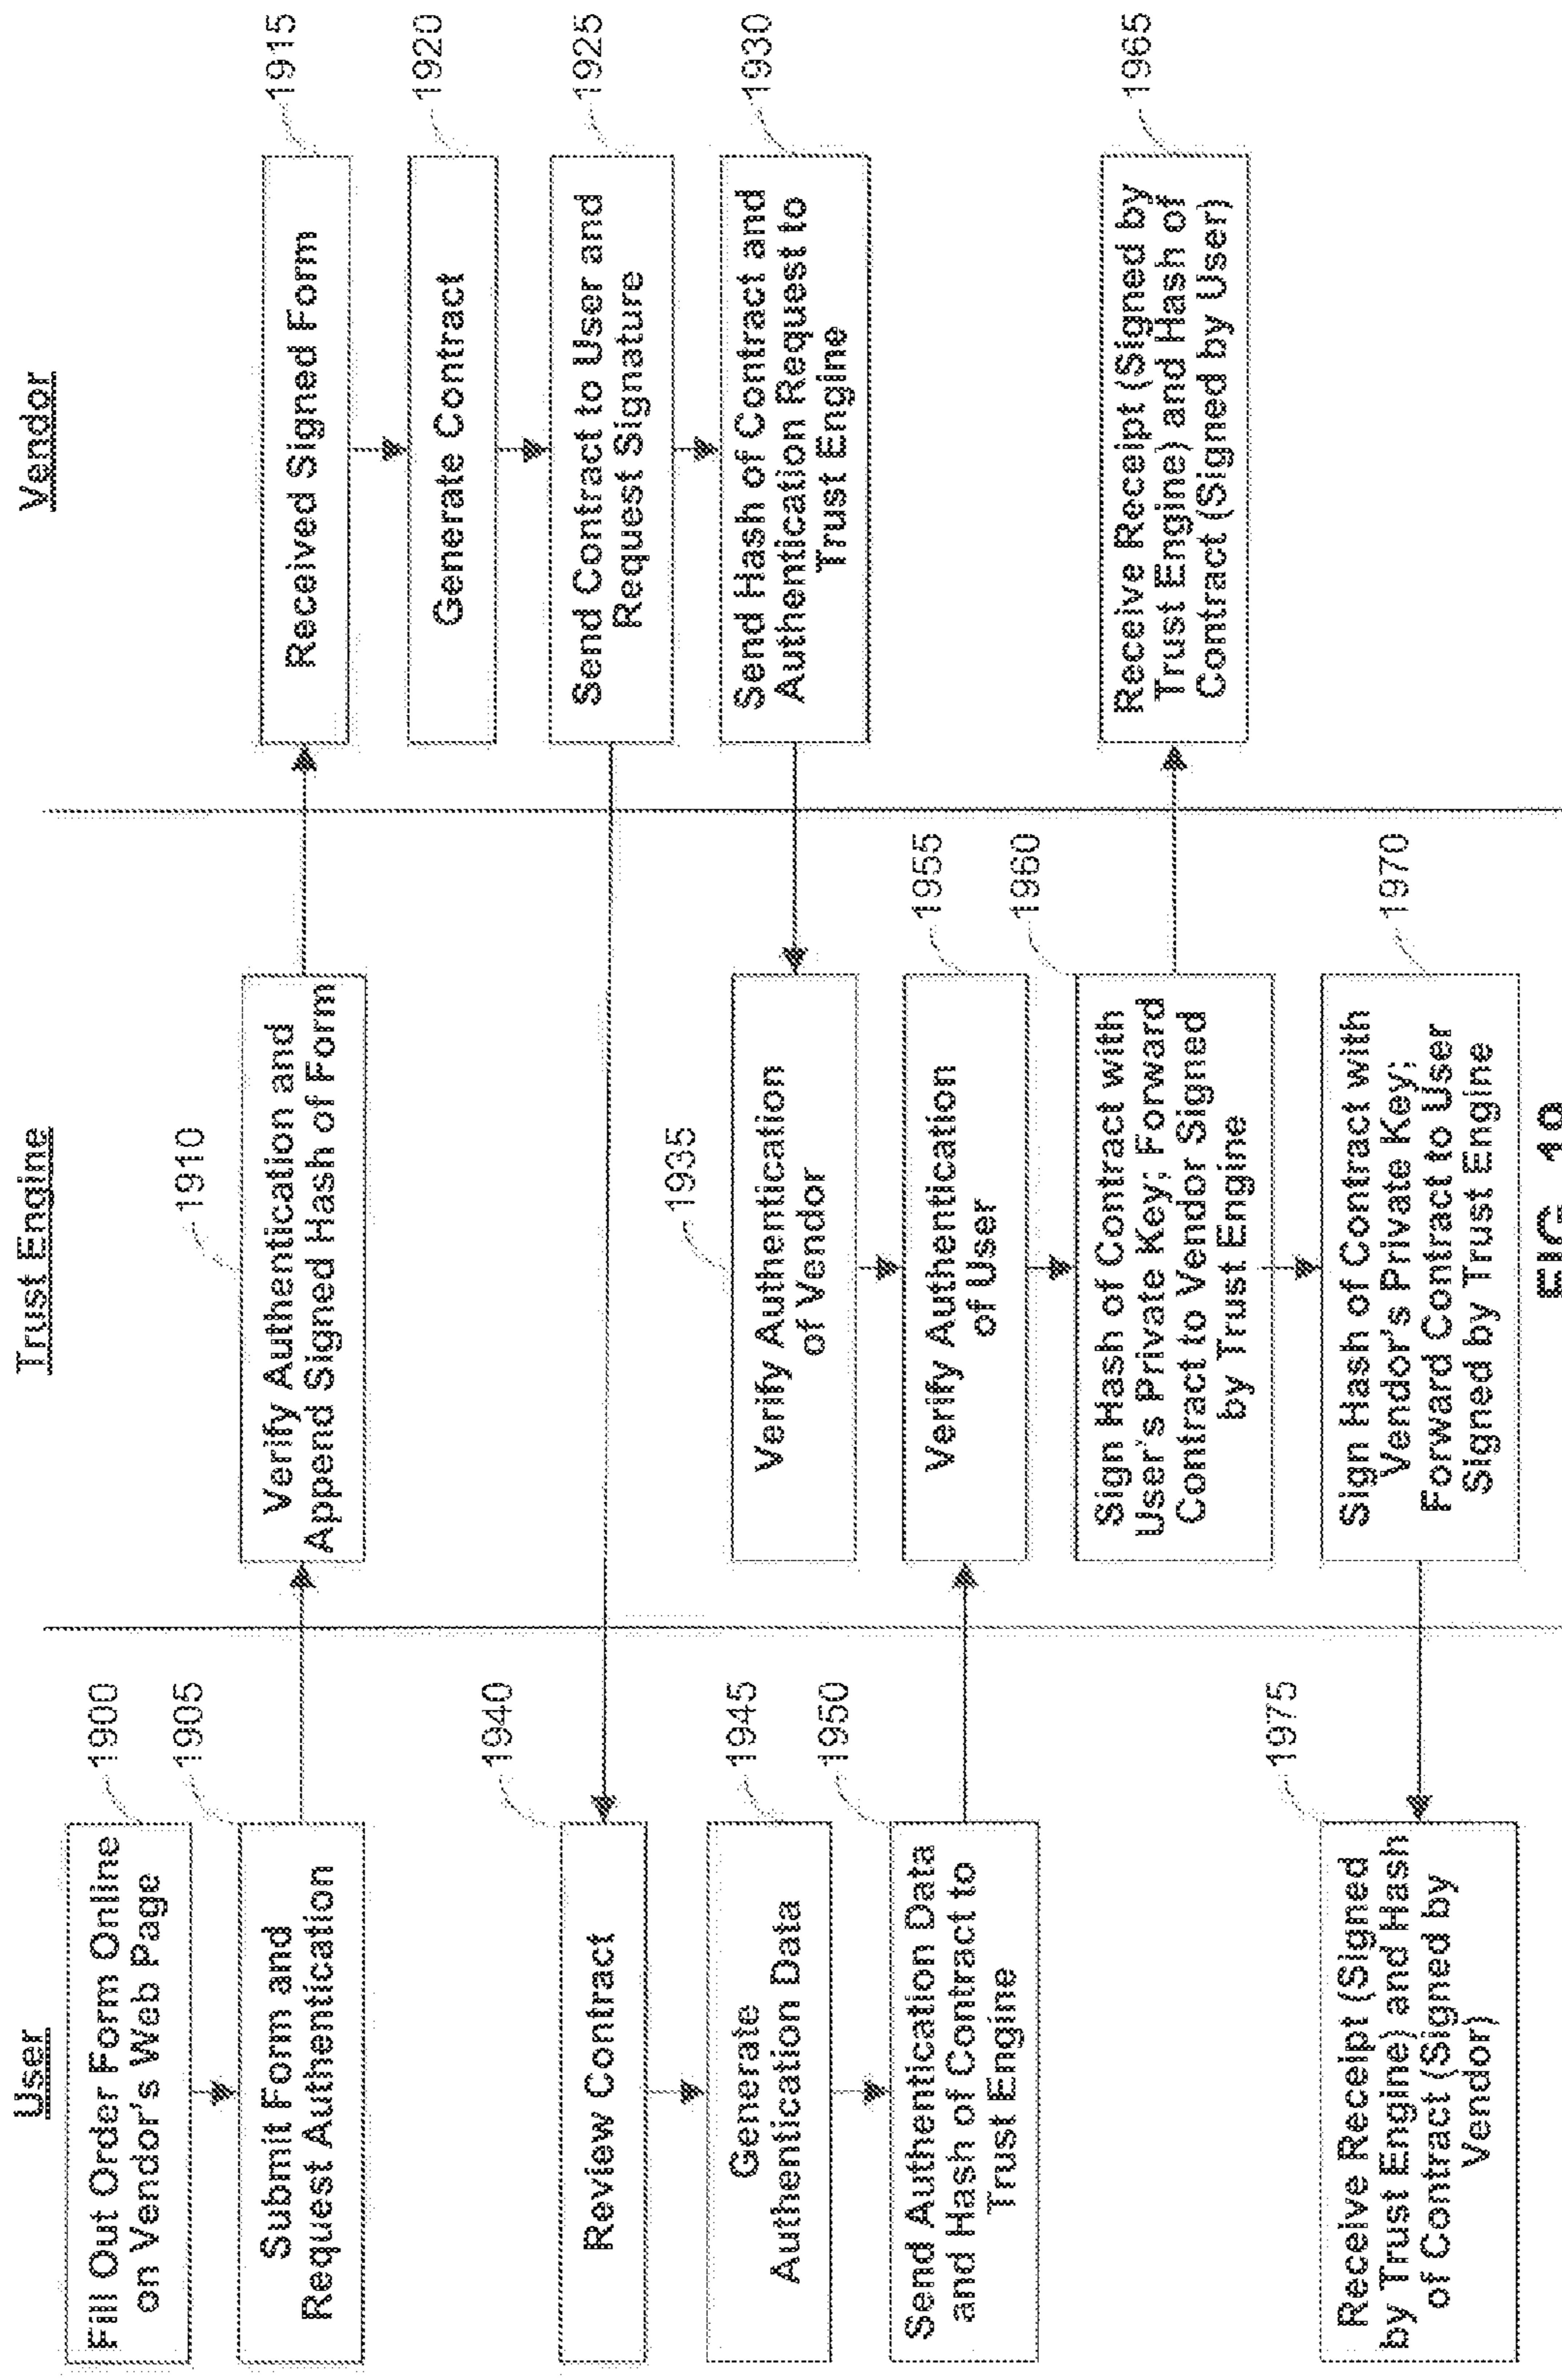 User
Trust Engine
Vendor
Fill Out Order Form Online
on Vendor's Web Page
1900
Submit Form and
Request Authentication
1905
Verify Authentication and
Append Signed Hash of Form
1910
Received Signed Form
1915
Generate Contract
1920
Send Contract to User and
Request Signature
1925
Send Hash of Contract and
Authentication Request to
Trust Engine
1930
Verify Authentication
of Vendor
1935
Review Contract
1940
Generate
Authentication Data
1945
Send Authentication Data
and Hash of Contract to
Trust Engine
1950
Verify Authentication
of User
1955
Sign Hash of Contract with
User's Private Key; Forward
Contract to Vendor Signed
by Trust Engine
1960
Receive Receipt (Signed by
Trust Engine) and Hash of
Contract (Signed by User)
1965
Sign Hash of Contract with
Vendor's Private Key;
Forward Contract to User
Signed by Trust Engine
1970
Receive Receipt (Signed
by Trust Engine) and Hash
of Contract (Signed by
Vendor)
1975
FIG. 19